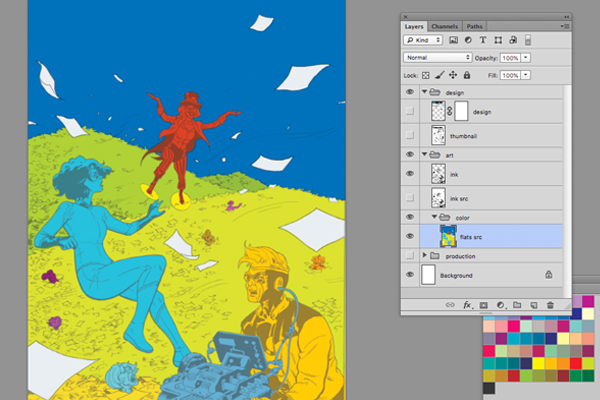 Layers Channels Paths
Kind
Normal Opacity: 100%
Lock: Fill: 100%
design
design
thumbnail
art
ink
ink src
color
flats src
production
Background
fx